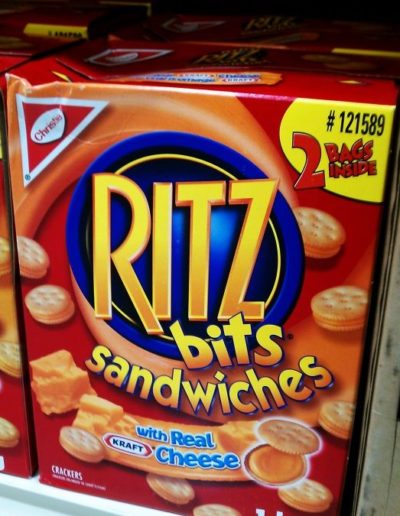 # 121589
2 BAGS
INSIDE
Christie
RITZ
bits
sandwiches
with Real
KRAFT Cheese
CRACKERS